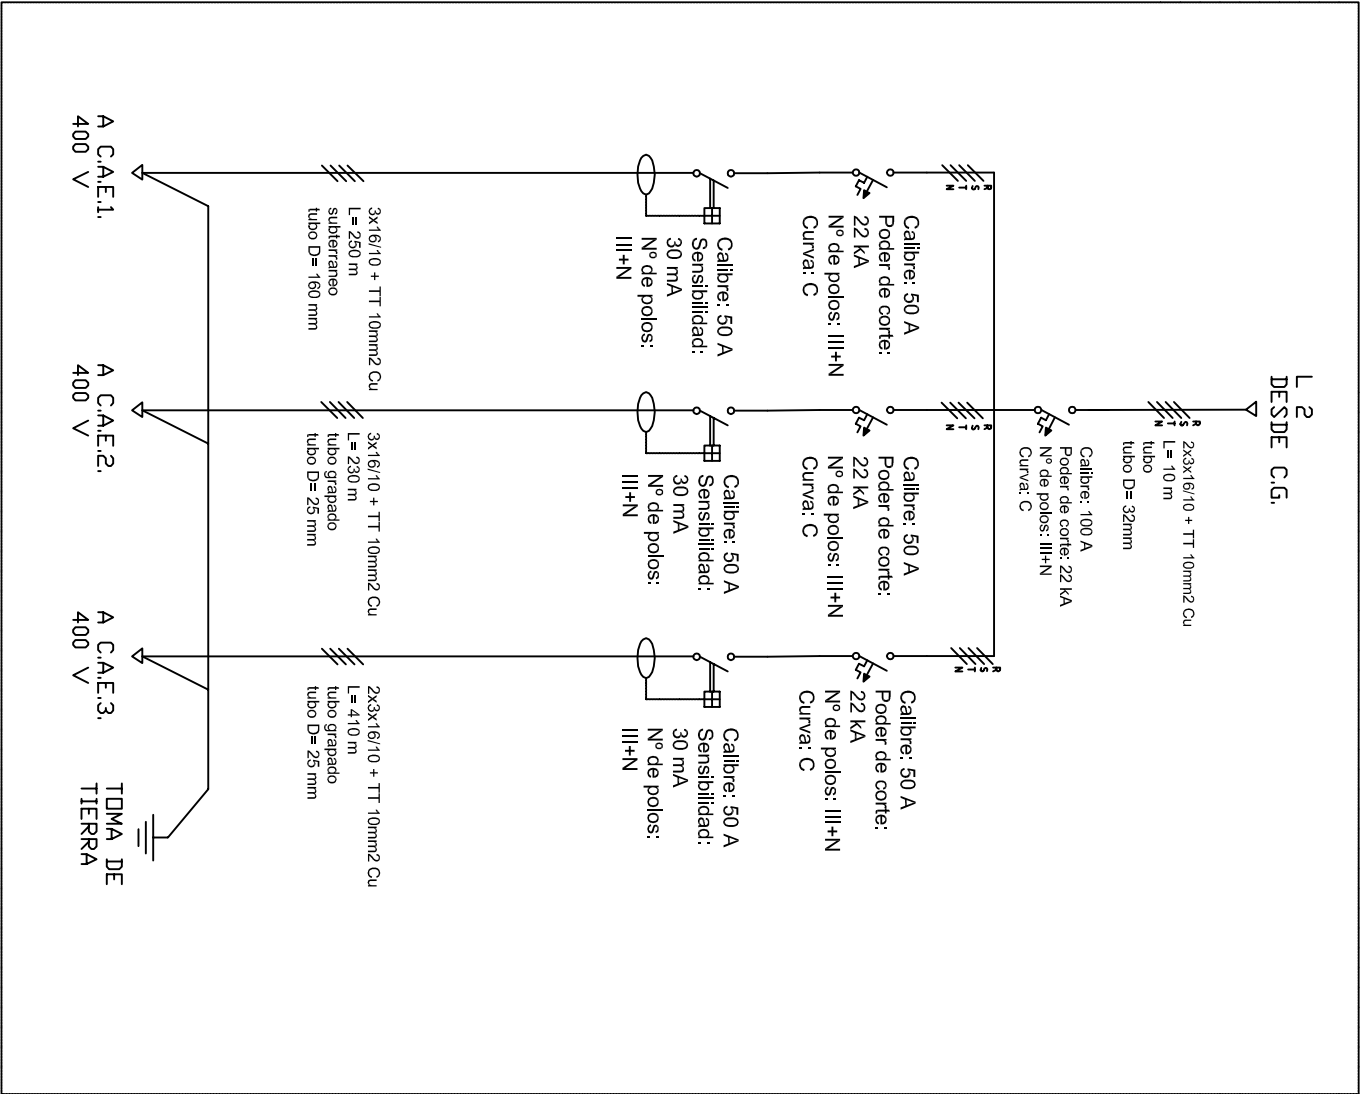 L 2
DESDE C.G.
R
S
T
N
2x3x16/10 + TT 10mm2 Cu
L= 10 m
tubo
tubo D= 32mm
Calibre: 100 A
Poder de corte: 22 kA
Nº de polos: III+N
Curva: C
R
S
T
N
Calibre: 50 A
Poder de corte:
22 kA
Nº de polos: III+N
Curva: C
Calibre: 50 A
Sensibilidad:
30 mA
Nº de polos:
III+N
3x16/10 + TT 10mm2 Cu
L= 250 m
subterraneo
tubo D= 160 mm
A C.A.E.1.
400 V
R
S
T
N
Calibre: 50 A
Poder de corte:
22 kA
Nº de polos: III+N
Curva: C
Calibre: 50 A
Sensibilidad:
30 mA
Nº de polos:
III+N
3x16/10 + TT 10mm2 Cu
L= 230 m
tubo grapado
tubo D= 25 mm
A C.A.E.2.
400 V
R
S
T
N
Calibre: 50 A
Poder de corte:
22 kA
Nº de polos: III+N
Curva: C
Calibre: 50 A
Sensibilidad:
30 mA
Nº de polos:
III+N
2x3x16/10 + TT 10mm2 Cu
L= 410 m
tubo grapado
tubo D= 25 mm
A C.A.E.3.
400 V
TOMA DE
TIERRA